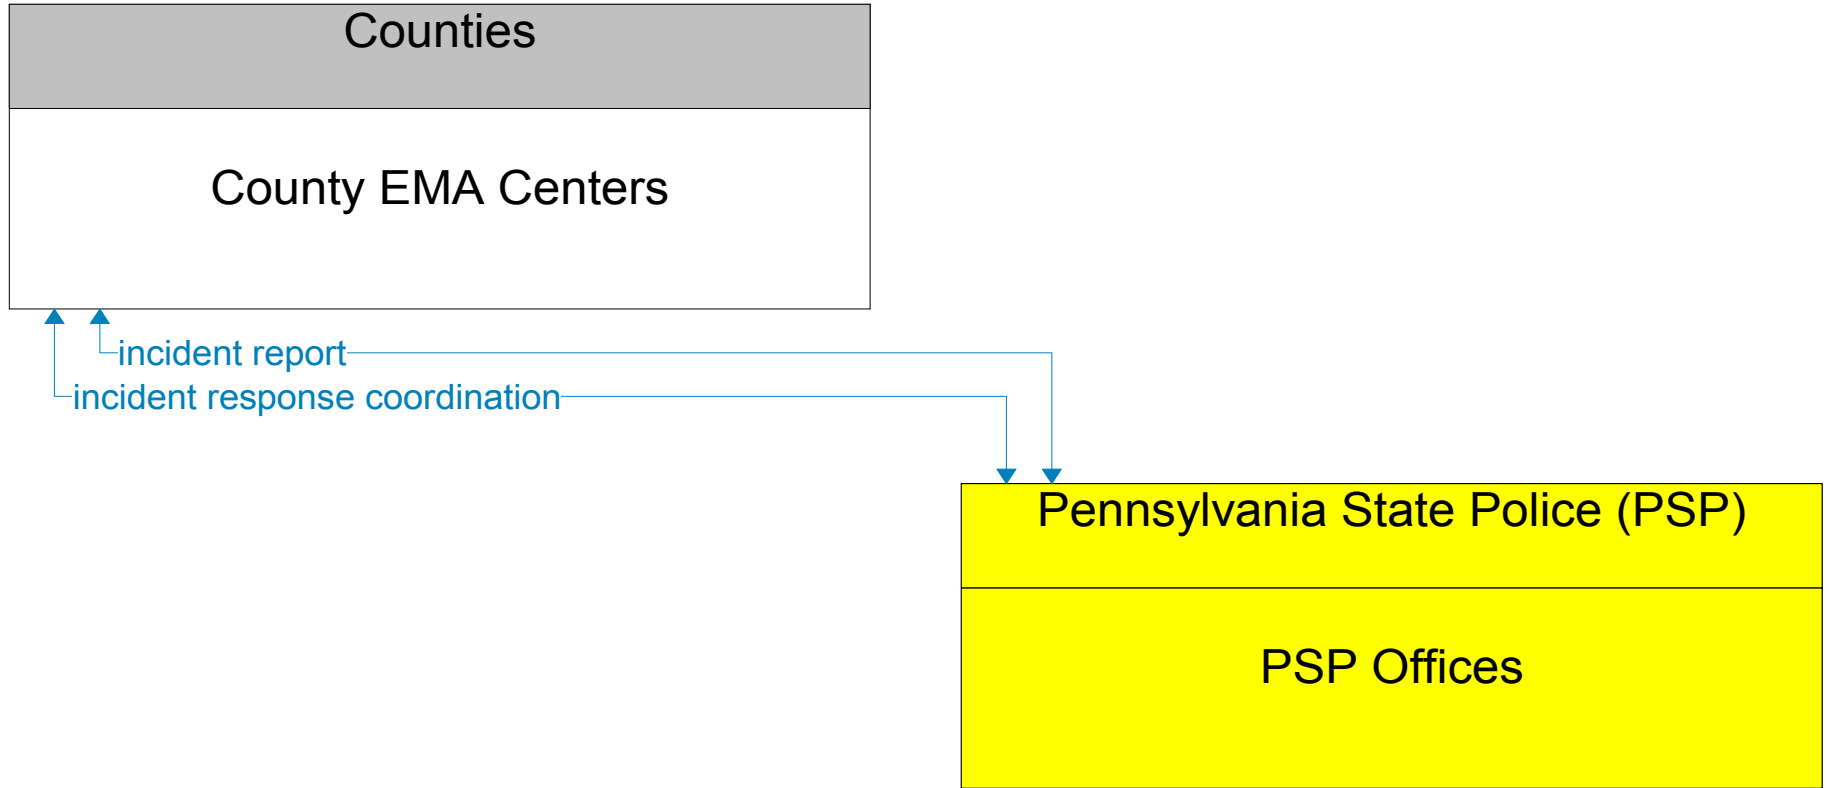 Counties
County EMA Centers
incident report
incident response coordination
Pennsylvania State Police (PSP)
PSP Offices